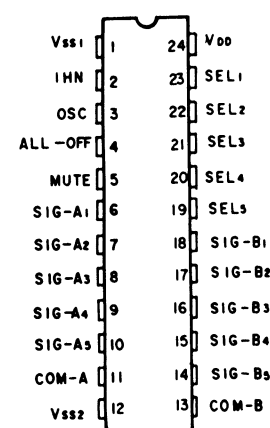 Vss1 1 24 VDD
IHN 2 23 SEL1
OSC 3 22 SEL2
ALL-OFF 4 21 SEL3
MUTE 5 20 SEL4
SIG-A1 6 19 SEL5
SIG-A2 7 18 SIG-B1
SIG-A3 8 17 SIG-B2
SIG-A4 9 16 SIG-B3
SIG-A5 10 15 SIG-B4
COM-A 11 14 SIG-B5
Vss2 12 13 COM-B